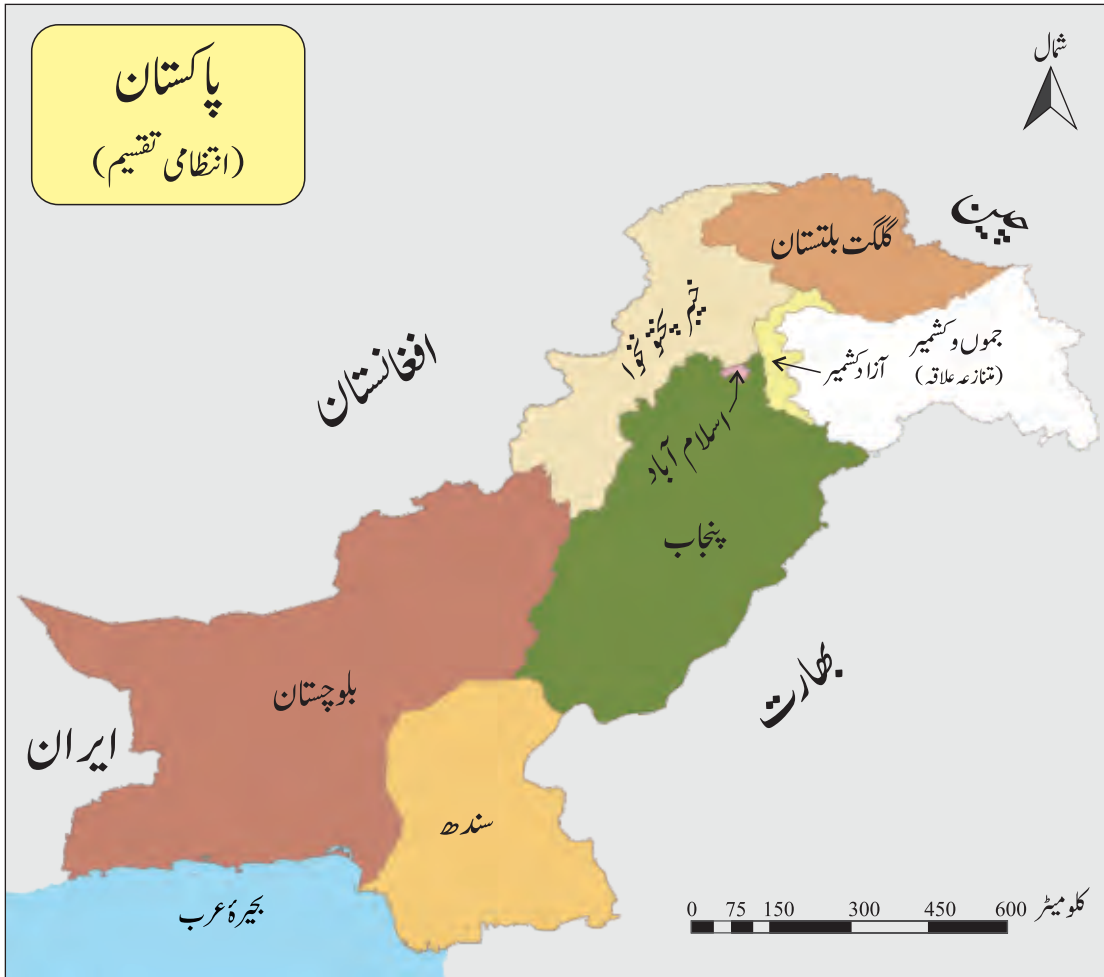 پاکستان
(انتظامی تقسیم)
شمال
چین
گلگت بلتستان
خیبر پختونخوا
جموں و کشمیر
(متنازعہ علاقہ)
آزاد کشمیر
افغانستان
اسلام آباد
پنجاب
بھارت
بلوچستان
ایران
سندھ
بحیرۂ عرب
0 75 150 300 450 600 کلومیٹر